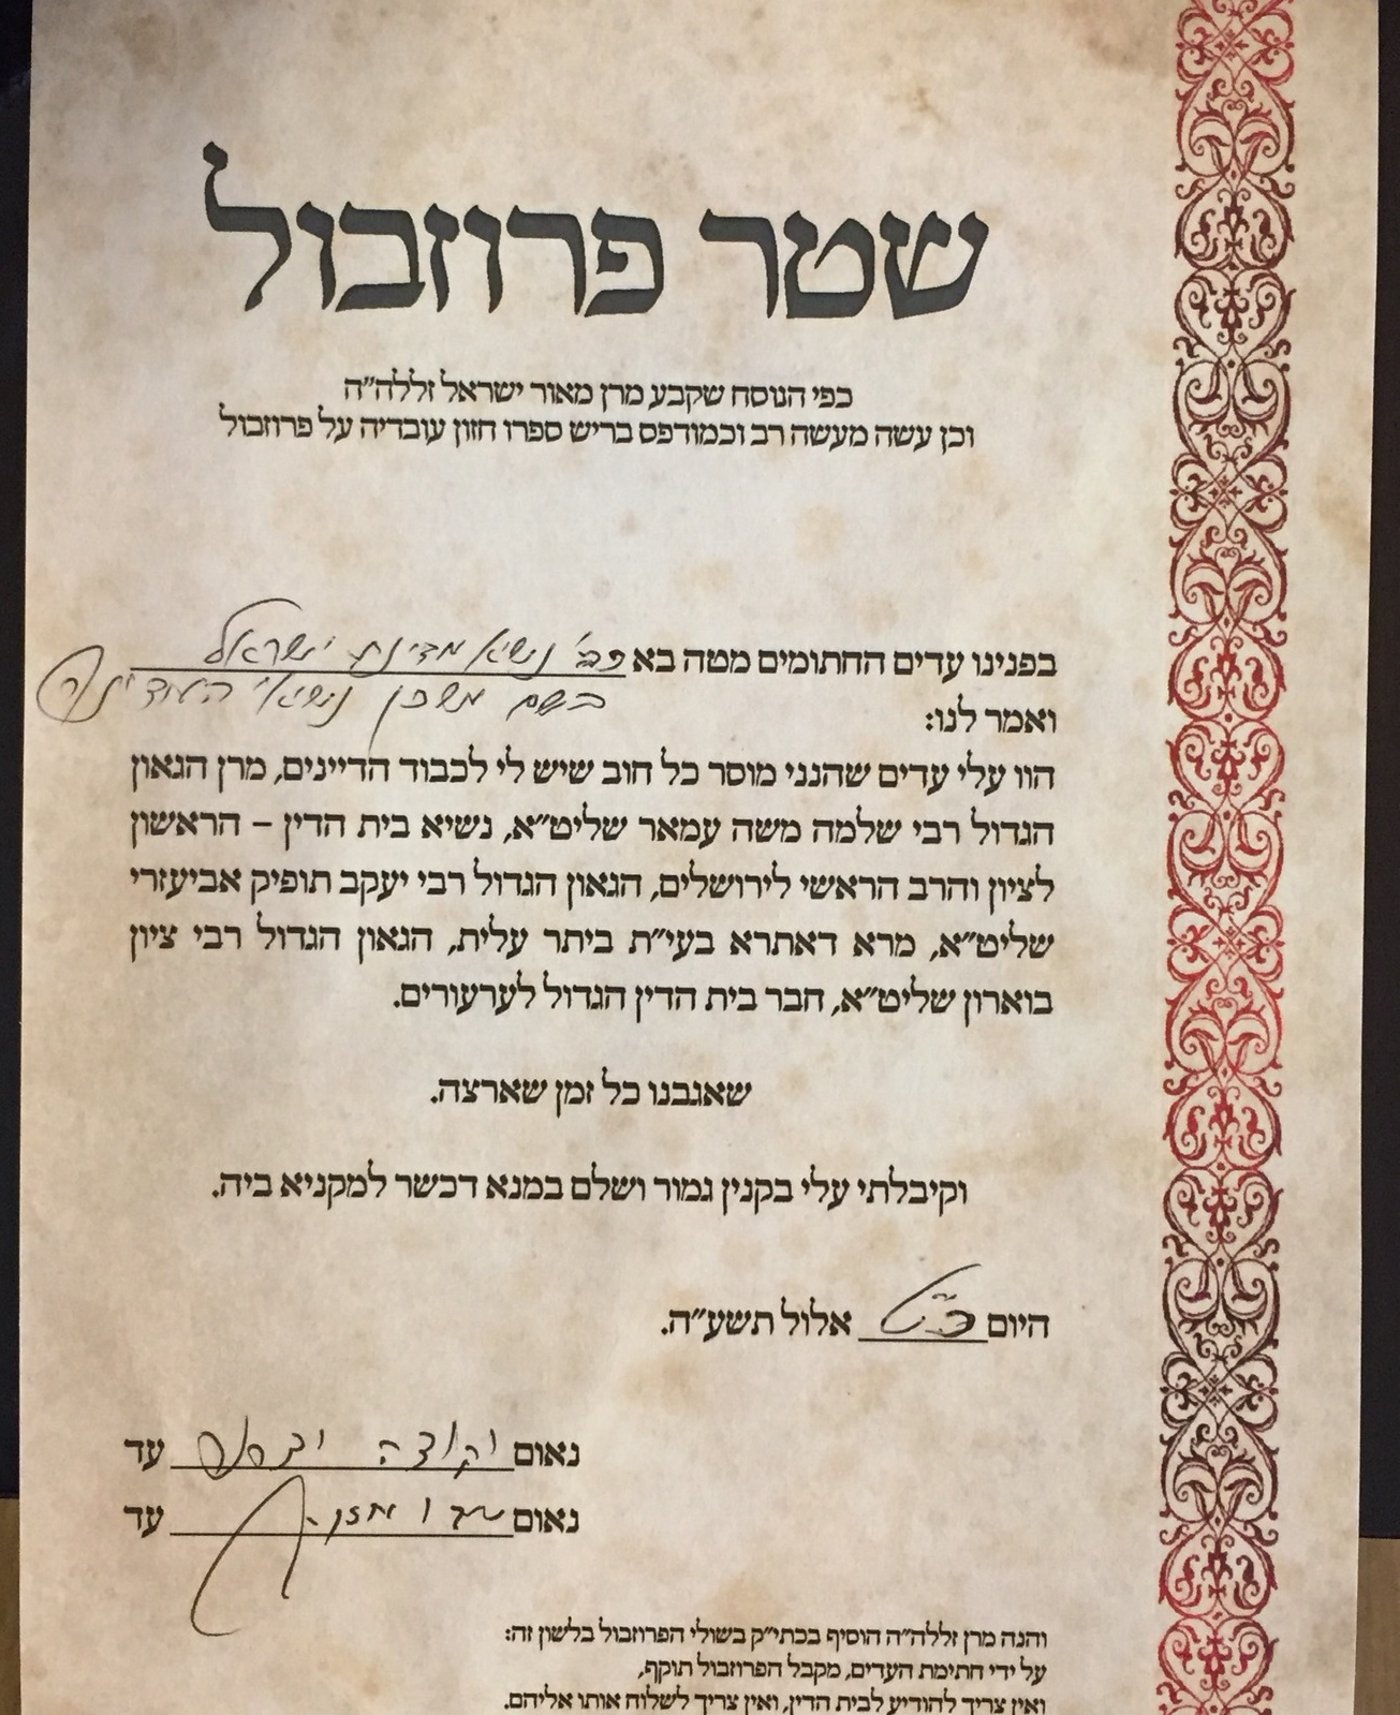 שטר פרוזבול
כפי הנוסח שקבע מרן מאור ישראל זללה״ה
וכן עשה מעשה רב וכמודפס בריש ספרו חזון עובדיה על פרוזבול
בפנינו עדים החתומים מטה בא כב' נשיא מדינת ישראל
בשם משכן נשיאי המדינה
ואמר לנו:
הוו עלי עדים שהנני מוסר כל חוב שיש לי לכבוד הדיינים, מרן הגאון
הגדול רבי שלמה משה עמאר שליט״א, נשיא בית הדין – הראשון
לציון והרב הראשי לירושלים, הגאון הגדול רבי יעקב תופיק אביעזרי
שליט״א, מרא דאתרא בעי״ת ביתר עלית, הגאון הגדול רבי ציון
בוארון שליט״א, חבר בית הדין הגדול לערעורים.
שאגבנו כל זמן שארצה.
וקיבלתי עלי בקנין גמור ושלם במנא דכשר למקניא ביה.
היום כ״ט אלול תשע״ה.
נאום עד
נאום עד
והנה מרן זללה״ה הוסיף בכתי״ק בשולי הפרוזבול בלשון זה:
על ידי חתימת העדים, מקבל הפרוזבול תוקף,
ואין צריך להודיע לבית הדין, ואין צריך לשלוח אותו אליהם.